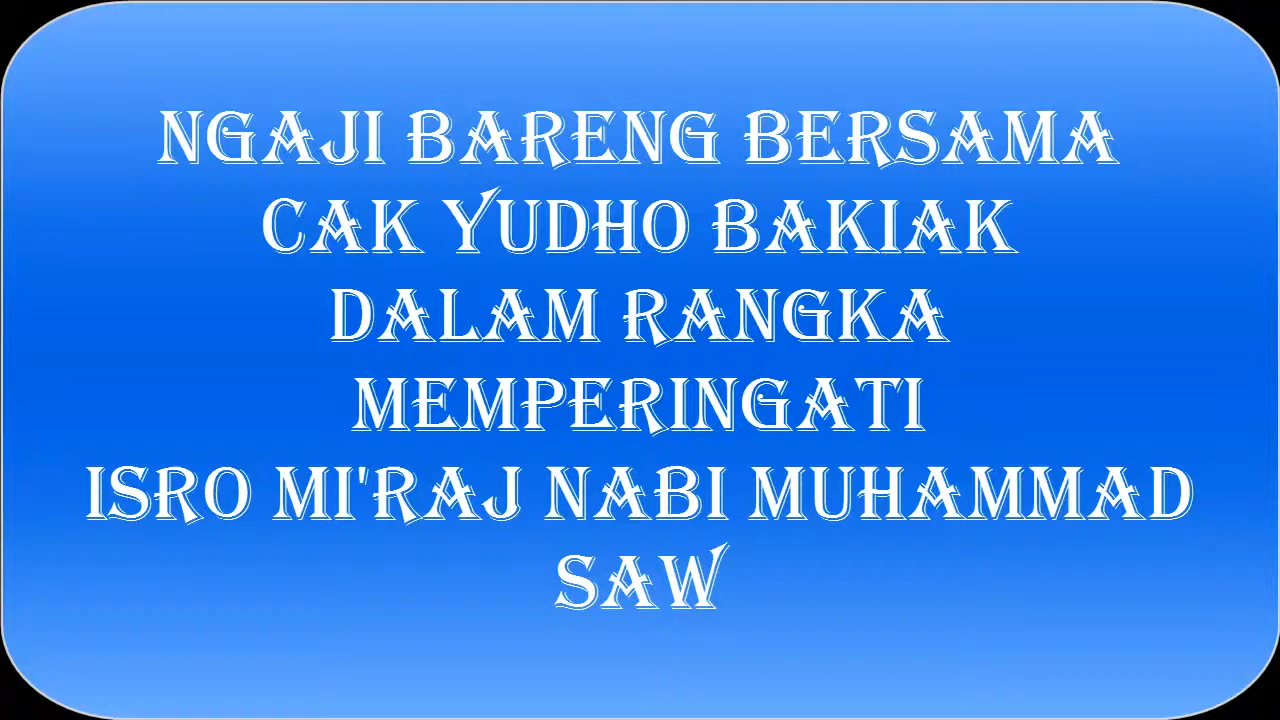 NGAJI BARENG BERSAMA
CAK YUDHO BAKIAK
DALAM RANGKA
MEMPERINGATI
ISRO MI'RAJ NABI MUHAMMAD
SAW